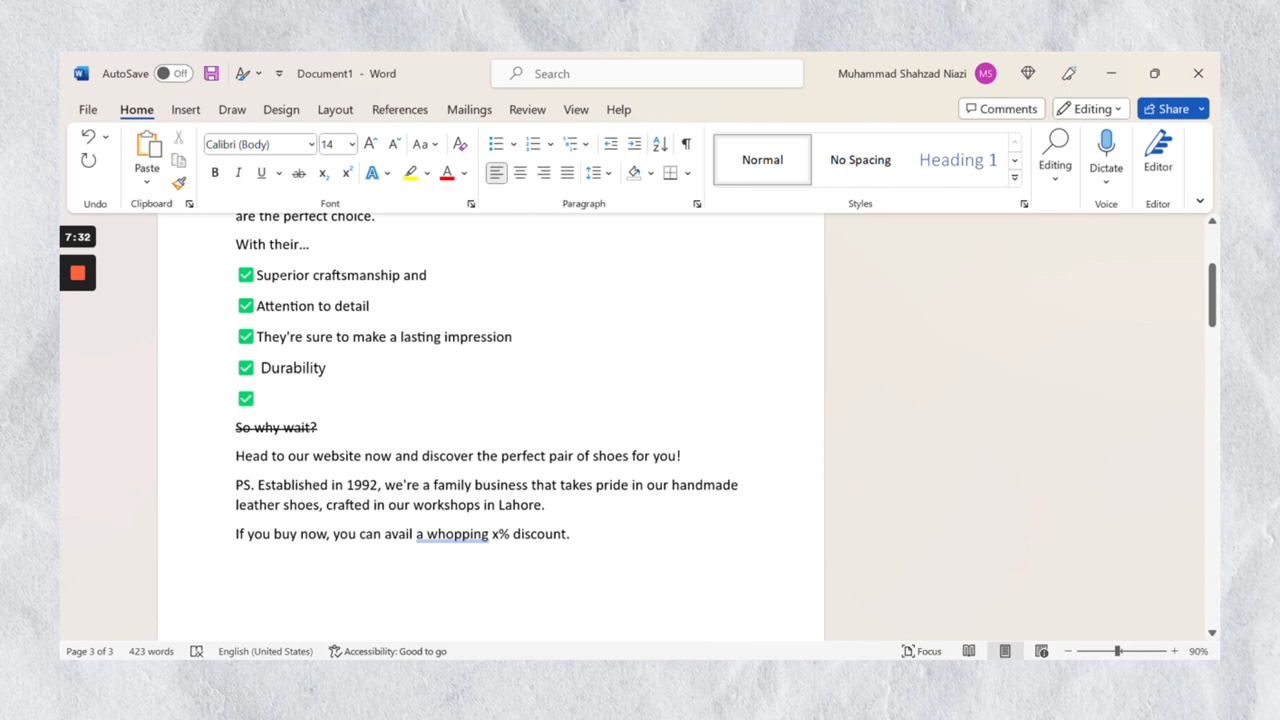 AutoSave Off Document1 - Word Search Muhammad Shahzad Niazi MS
File Home Insert Draw Design Layout References Mailings Review View Help Comments Editing Share
Calibri (Body) 14 Aa
Paste B I U ab x₂ x² A A Normal No Spacing Heading 1 Editing Dictate Editor
Undo Clipboard Font Paragraph Styles Voice Editor
are the perfect choice.
7:32
With their...
Superior craftsmanship and
Attention to detail
They're sure to make a lasting impression
Durability
So why wait?
Head to our website now and discover the perfect pair of shoes for you!
PS. Established in 1992, we're a family business that takes pride in our handmade
leather shoes, crafted in our workshops in Lahore.
If you buy now, you can avail a whopping x% discount.
Page 3 of 3 423 words English (United States) Accessibility: Good to go Focus 90%